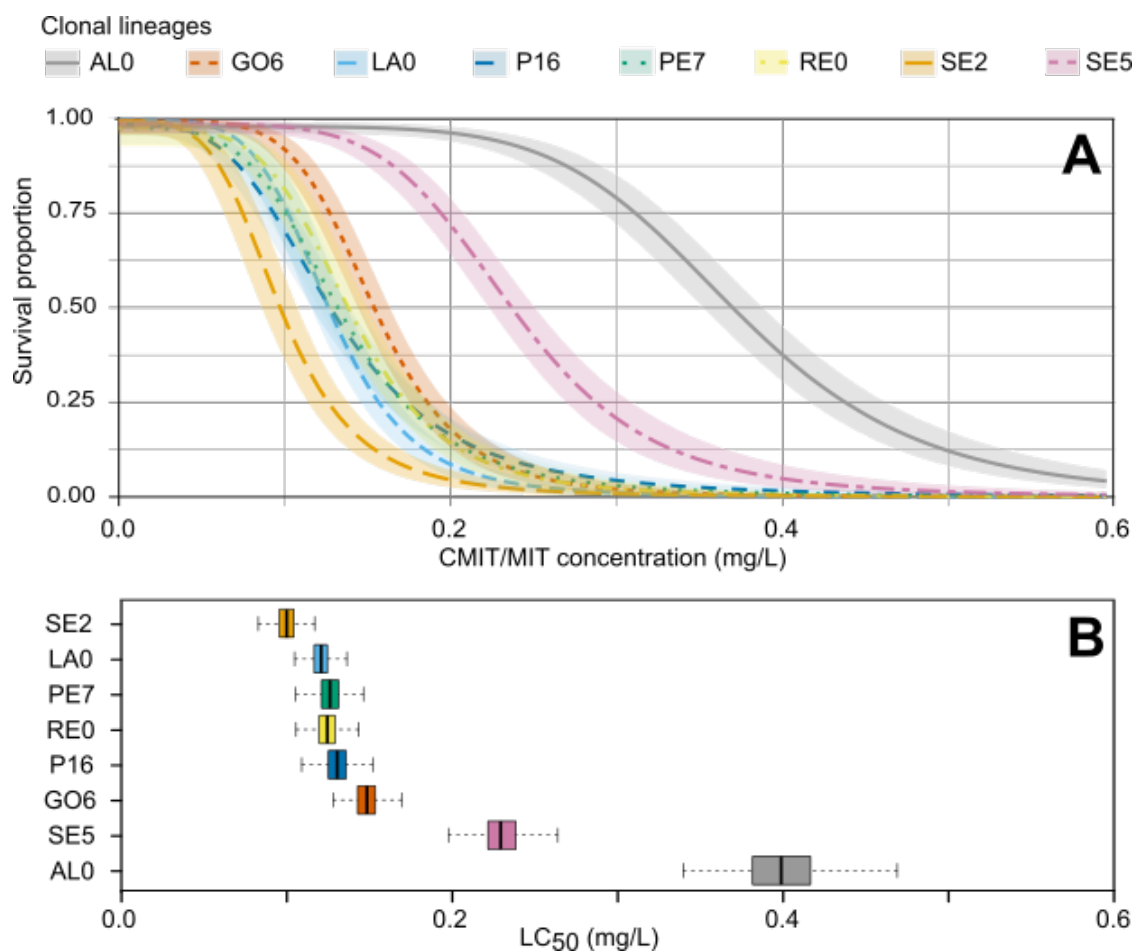 Clonal lineages
AL0 GO6 LA0 P16 PE7 RE0 SE2 SE5
A
Survival proportion
1.00
0.75
0.50
0.25
0.00
0.0 0.2 0.4 0.6
CMIT/MIT concentration (mg/L)
B
SE2
LA0
PE7
RE0
P16
GO6
SE5
AL0
0.0 0.2 0.4 0.6
LC50 (mg/L)